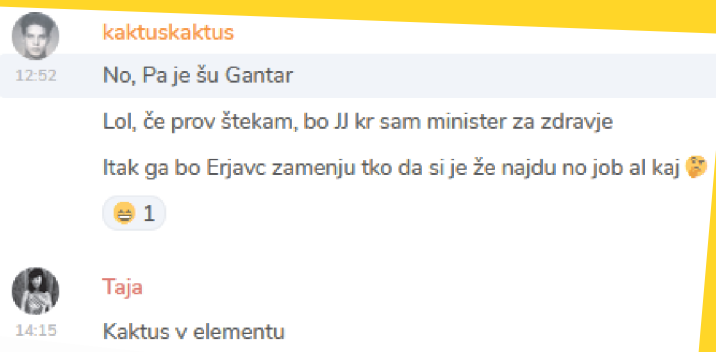 kaktuskaktus
12:52
No, Pa je šu Gantar
Lol, če prov štekam, bo JJ kr sam minister za zdravje
Itak ga bo Erjavc zamenju tko da si je že najdu no job al kaj 🤔
😄 1
Taja
14:15
Kaktus v elementu